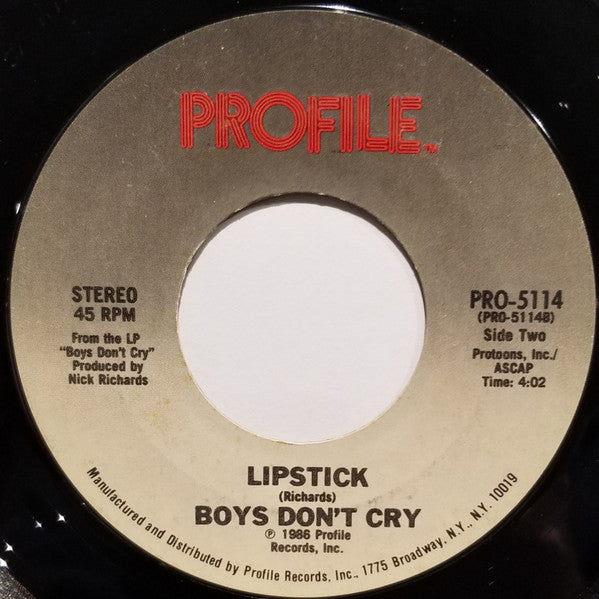 PROFILE™
STEREO
45 RPM
From the LP
"Boys Don't Cry"
Produced by
Nick Richards
PRO-5114
(PRO-5114B)
Side Two
Protoons, Inc./
ASCAP
Time: 4:02
LIPSTICK
(Richards)
BOYS DON'T CRY
℗ 1986 Profile
Records, Inc.
Manufactured and Distributed by Profile Records, Inc., 1775 Broadway, N.Y., N.Y. 10019